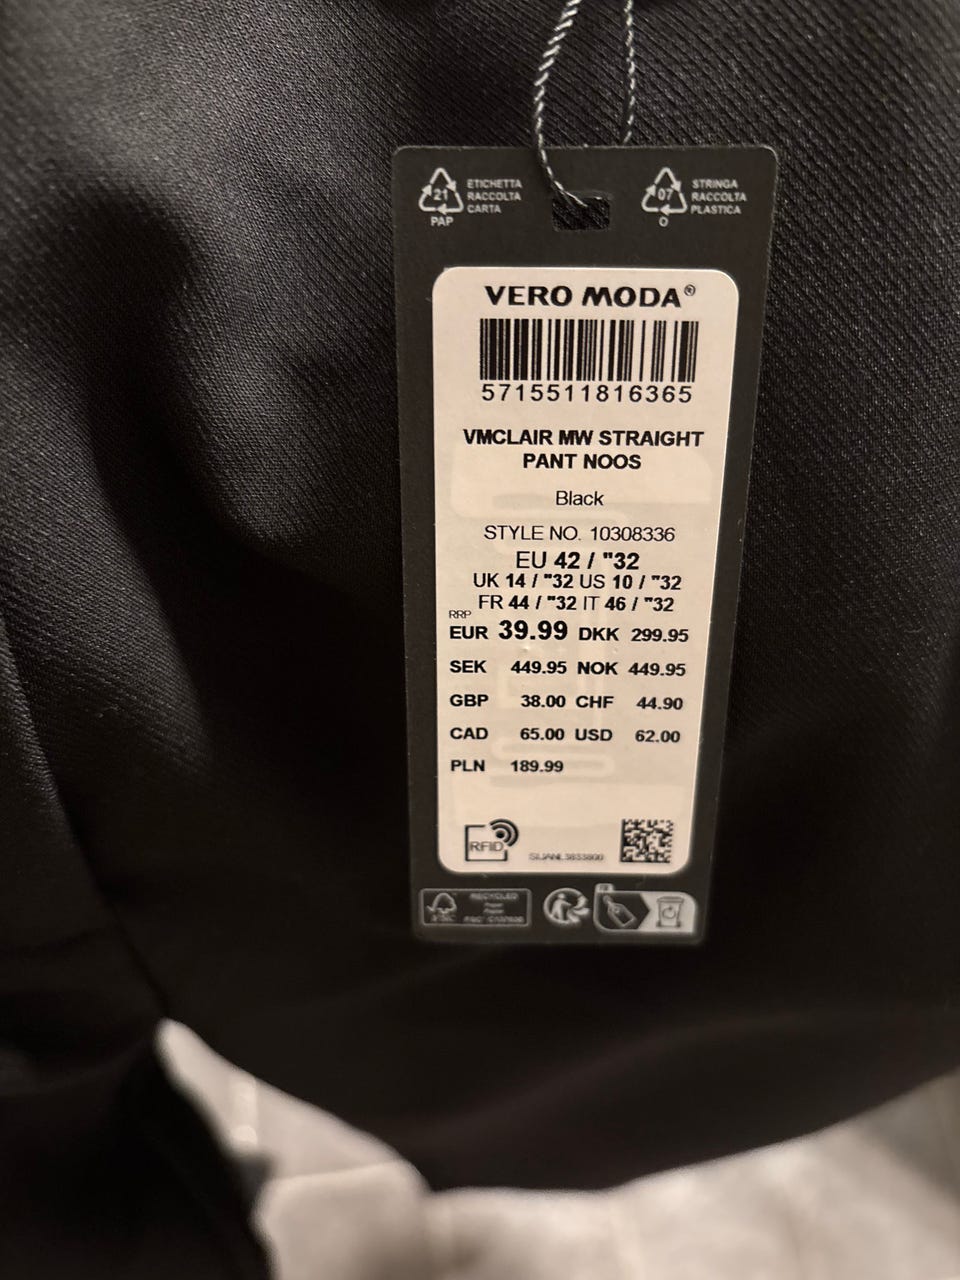 21
PAP
ETICHETTA
RACCOLTA
CARTA
07
O
STRINGA
RACCOLTA
PLASTICA
VERO MODA®
5715511816365
VMCLAIR MW STRAIGHT
PANT NOOS
Black
STYLE NO. 10308336
EU 42 / "32
UK 14 / "32 US 10 / "32
FR 44 / "32 IT 46 / "32
RRP
EUR 39.99 DKK 299.95
SEK 449.95 NOK 449.95
GBP 38.00 CHF 44.90
CAD 65.00 USD 62.00
PLN 189.99
RFID
FSC
RECYCLED
FR